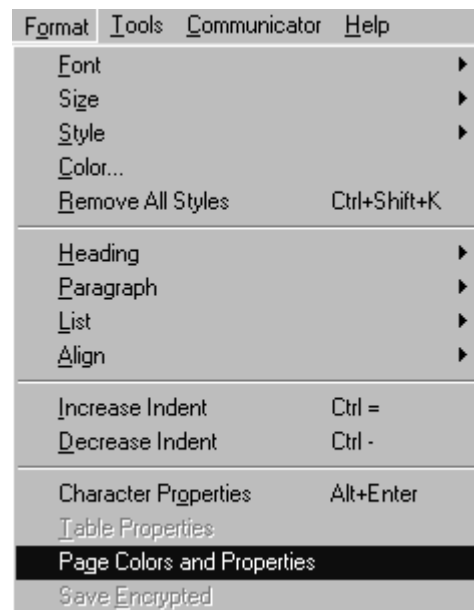 Format Tools Communicator Help
Font
Size
Style
Color...
Remove All Styles Ctrl+Shift+K
Heading
Paragraph
List
Align
Increase Indent Ctrl =
Decrease Indent Ctrl -
Character Properties Alt+Enter
Table Properties
Page Colors and Properties
Save Encrypted